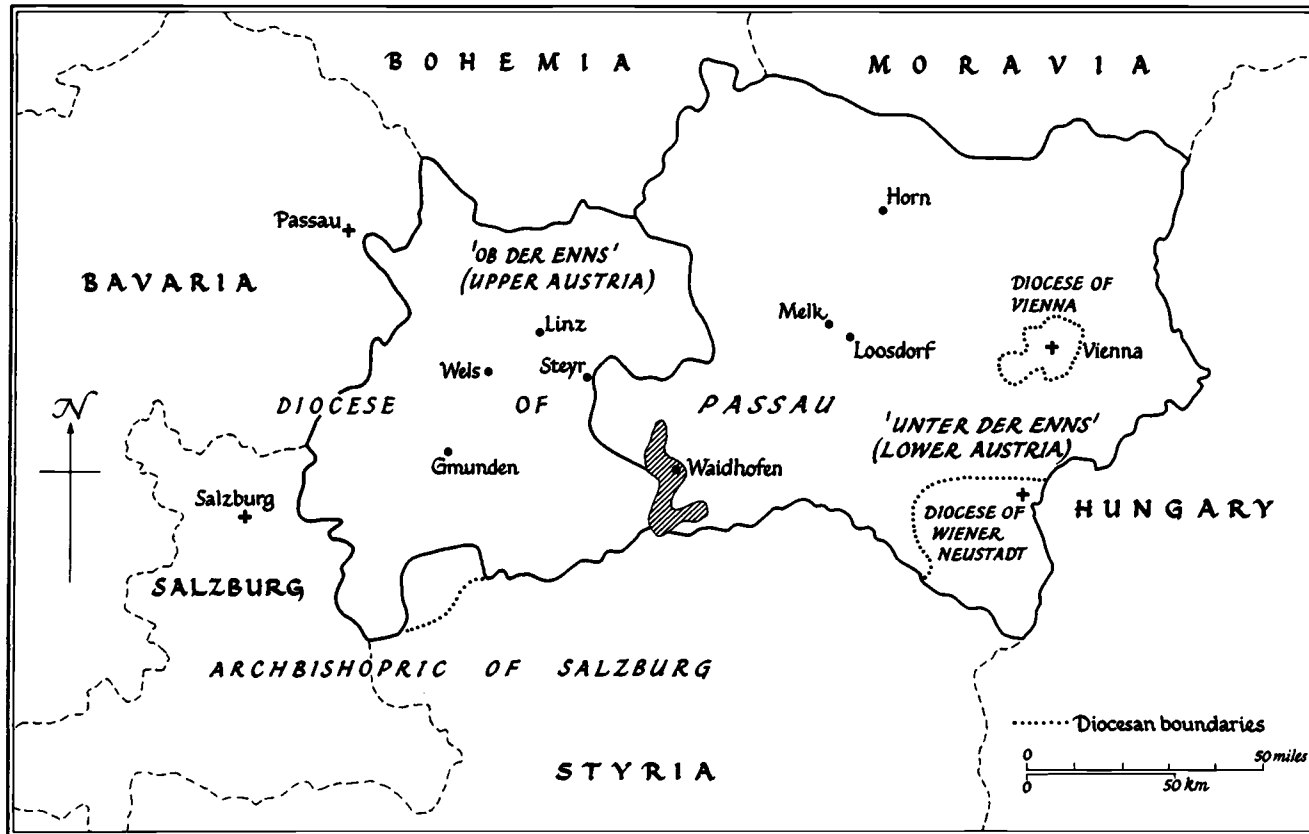 BOHEMIA
MORAVIA
Horn
Passau
'OB DER ENNS'
(UPPER AUSTRIA)
BAVARIA
DIOCESE OF
VIENNA
Melk
Linz
Loosdorf
Vienna
Wels
Steyr
DIOCESE OF PASSAU
N
'UNTER DER ENNS'
(LOWER AUSTRIA)
Gmunden
Waidhofen
Salzburg
HUNGARY
DIOCESE OF
WIENER
NEUSTADT
SALZBURG
ARCHBISHOPRIC OF SALZBURG
Diocesan boundaries
STYRIA
0 50 miles
0 50 km